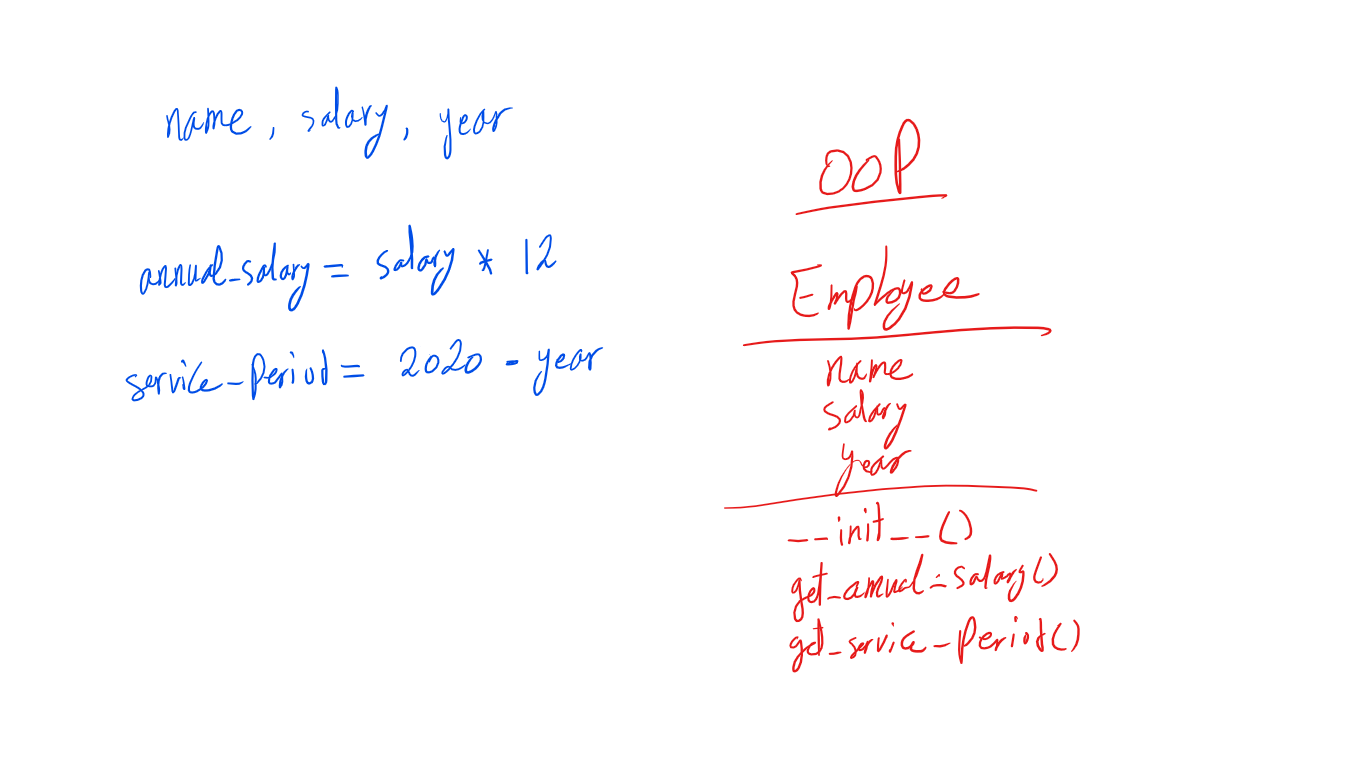 name, salary, year
annual_salary = salary * 12
service_period = 2020 - year
OOP
Employee
name
salary
year
__init__()
get_annual_salary()
get_service_period()